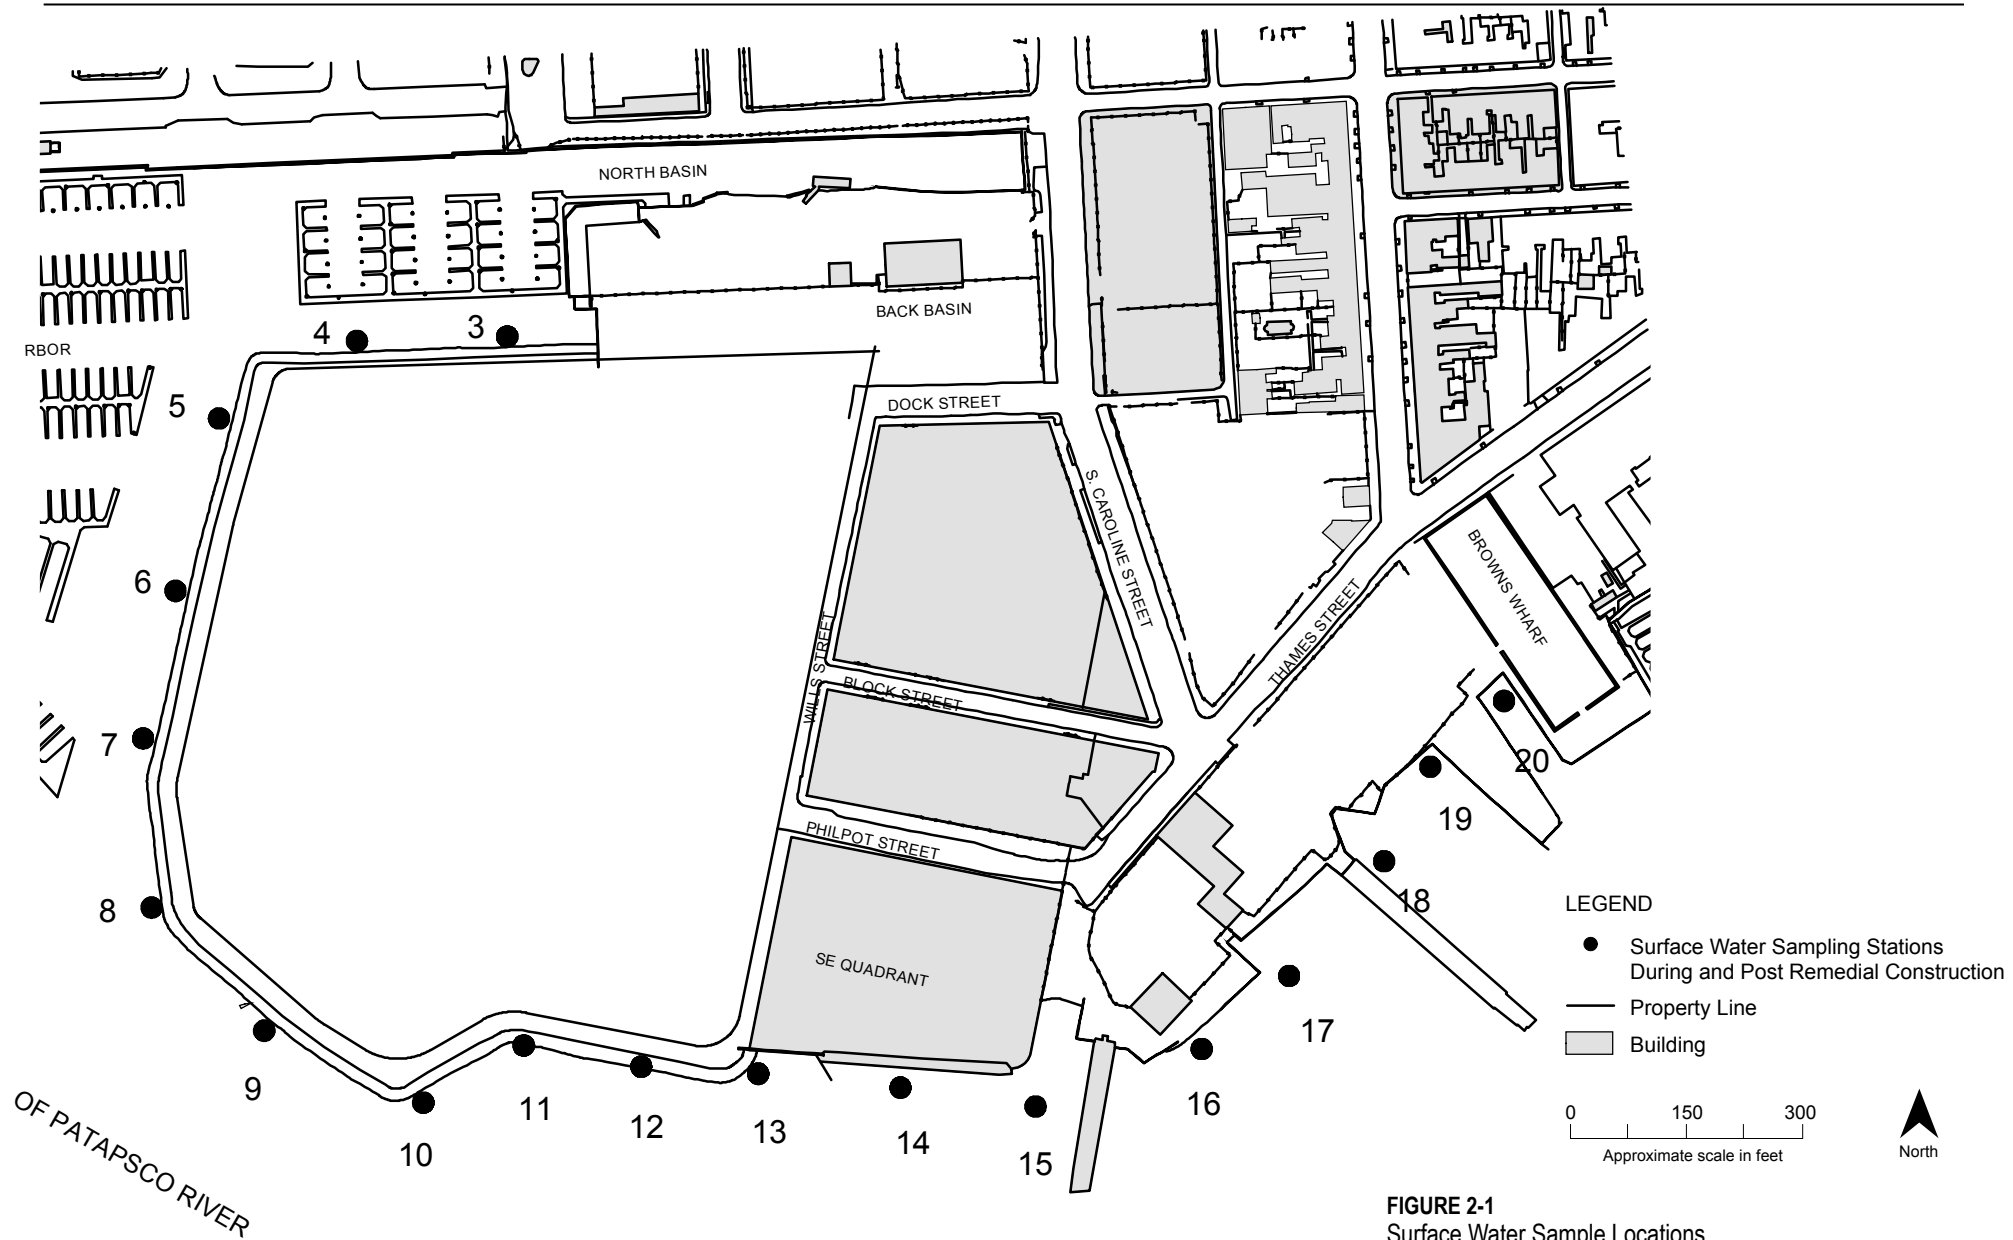 NORTH BASIN
BACK BASIN
4
3
RBOR
5
DOCK STREET
S. CAROLINE STREET
6
BROWNS WHARF
THAMES STREET
WILLS STREET
BLOCK STREET
7
20
19
PHILPOT STREET
8
18
SE QUADRANT
17
9
10
11
12
13
14
15
16
OF PATAPSCO RIVER
LEGEND
Surface Water Sampling Stations
During and Post Remedial Construction
Property Line
Building
0 150 300
Approximate scale in feet
North
FIGURE 2-1
Surface Water Sample Locations